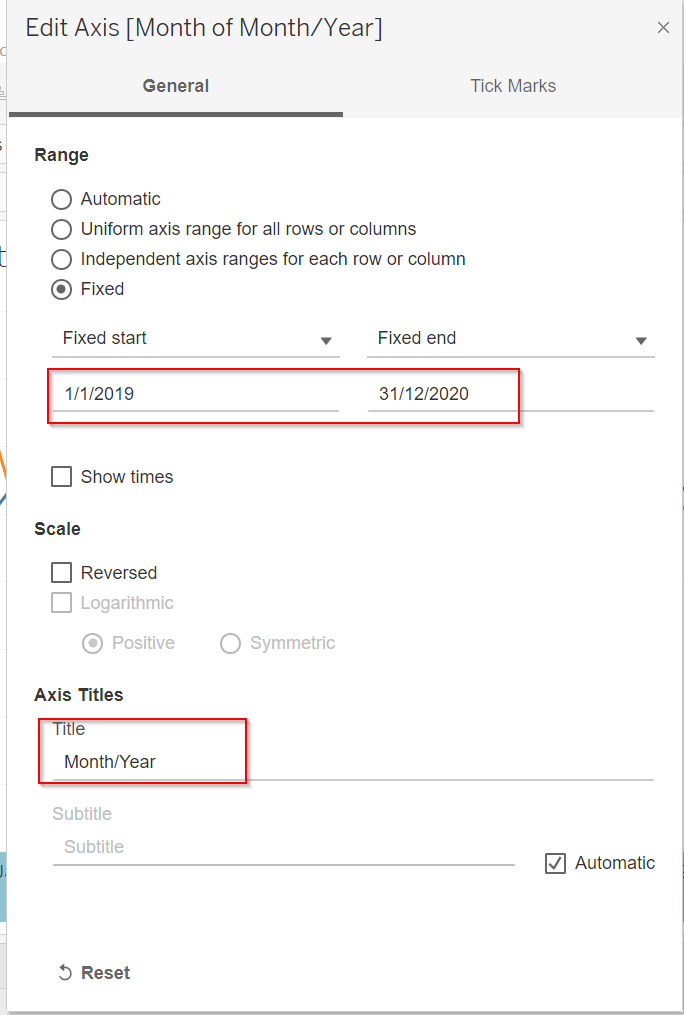 Edit Axis [Month of Month/Year]
General
Tick Marks
Range
Automatic
Uniform axis range for all rows or columns
Independent axis ranges for each row or column
Fixed
Fixed start
Fixed end
1/1/2019
31/12/2020
Show times
Scale
Reversed
Logarithmic
Positive
Symmetric
Axis Titles
Title
Month/Year
Subtitle
Subtitle
Automatic
Reset